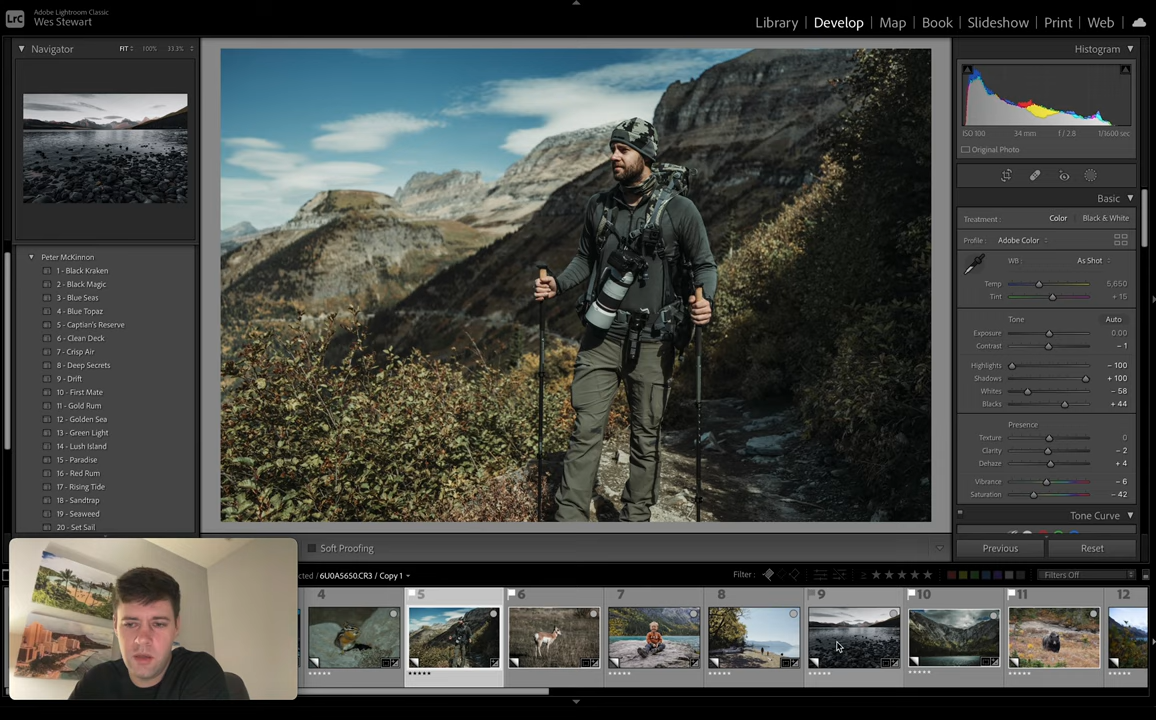 LrC
Adobe Lightroom Classic
Wes Stewart
Library | Develop | Map | Book | Slideshow | Print | Web
Navigator
FIT
100%
33.3%
Peter McKinnon
1 - Black Kraken
2 - Black Magic
3 - Blue Seas
4 - Blue Topaz
5 - Captian's Reserve
6 - Clean Deck
7 - Crisp Air
8 - Deep Secrets
9 - Drift
10 - First Mate
11 - Gold Rum
12 - Golden Sea
13 - Green Light
14 - Lush Island
15 - Paradise
16 - Red Rum
17 - Rising Tide
18 - Sandtrap
19 - Seaweed
20 - Set Sail
Histogram
ISO 100
34 mm
f / 2.8
1/1600 sec
Original Photo
Basic
Treatment :
Color
Black & White
Profile :
Adobe Color
WB :
As Shot
Temp
5,650
Tint
+ 15
Tone
Auto
Exposure
0.00
Contrast
- 1
Highlights
- 100
Shadows
+ 100
Whites
- 58
Blacks
+ 44
Presence
Texture
0
Clarity
- 2
Dehaze
+ 4
Vibrance
- 6
Saturation
- 42
Tone Curve
Previous
Reset
Soft Proofing
cted / 6U0A5650.CR3 / Copy 1
Filter :
Filters Off
4
5
6
7
8
9
10
11
12